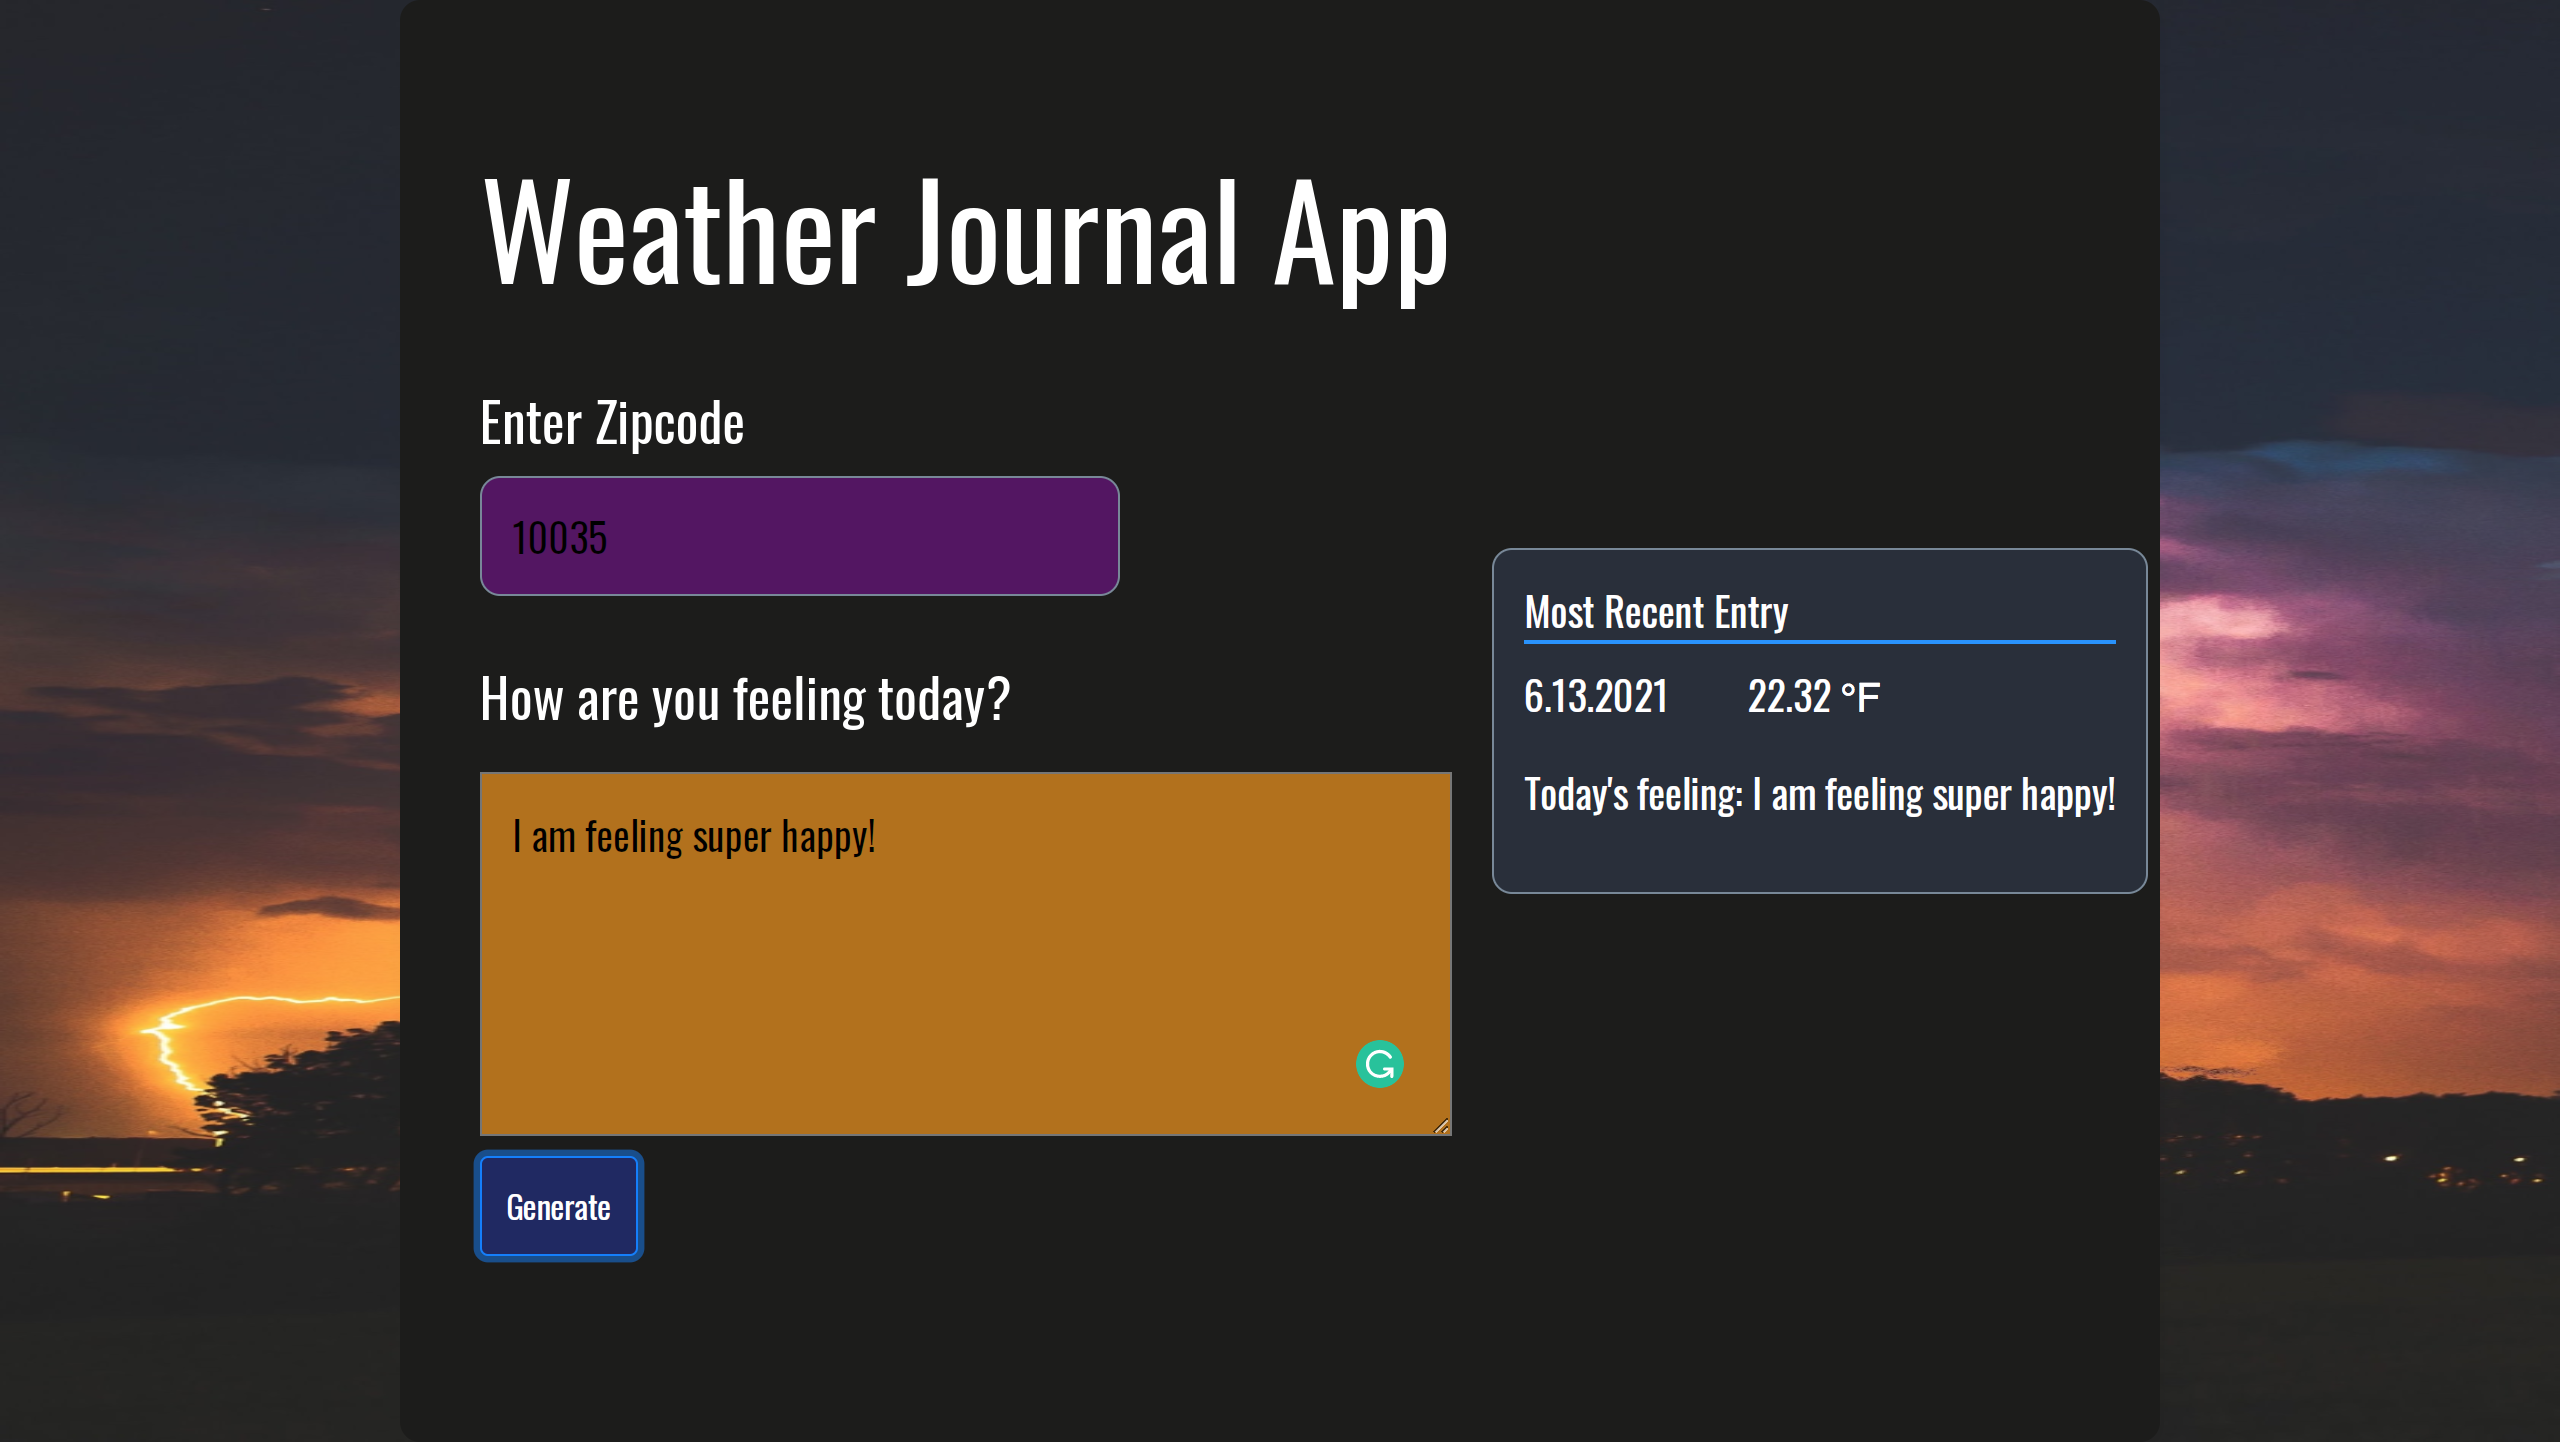 Weather Journal App
Enter Zipcode
10035
How are you feeling today?
I am feeling super happy!
Generate
Most Recent Entry
6.13.2021 22.32 °F
Today's feeling: I am feeling super happy!